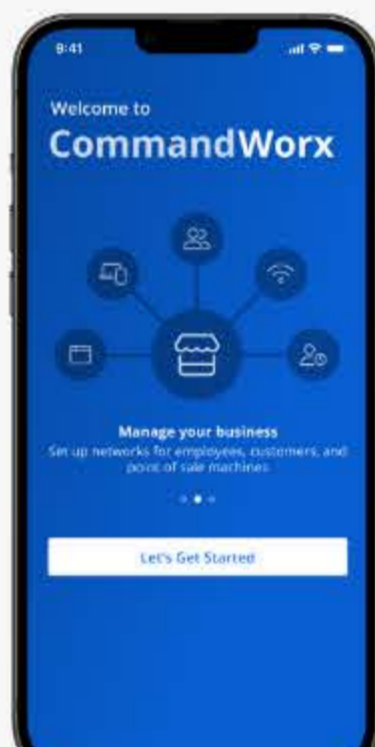 9:41
Welcome to
CommandWorx
Manage your business
Set up networks for employees, customers, and
point of sale machines
Let's Get Started